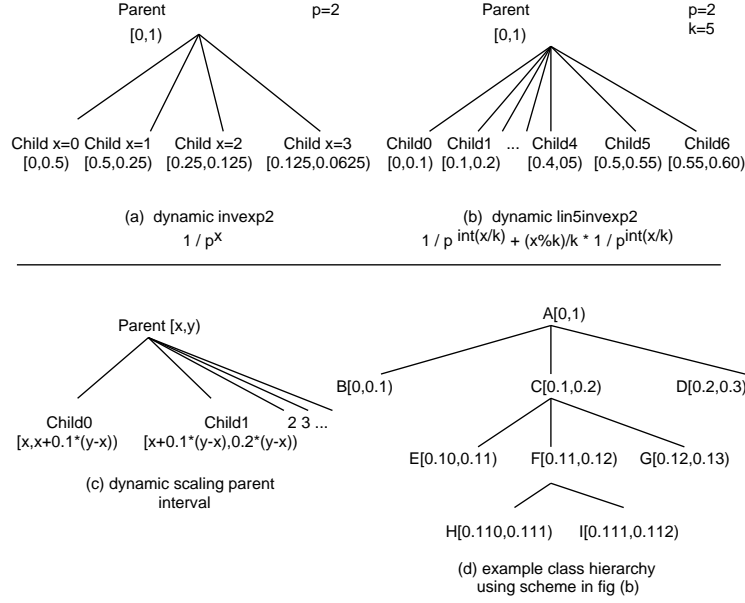 Parent
p=2
[0,1)
Child x=0 Child x=1 Child x=2 Child x=3
[0,0.5) [0.5,0.25) [0.25,0.125) [0.125,0.0625)
(a) dynamic invexp2
1 / p^x
Parent
p=2
k=5
[0,1)
Child0 Child1 ... Child4 Child5 Child6
[0,0.1) [0.1,0.2) [0.4,05) [0.5,0.55) [0.55,0.60)
(b) dynamic lin5invexp2
1 / p^int(x/k) + (x%k)/k * 1 / p^int(x/k)
Parent [x,y)
Child0 Child1 2 3 ...
[x,x+0.1*(y-x)) [x+0.1*(y-x),0.2*(y-x))
(c) dynamic scaling parent
interval
A[0,1)
B[0,0.1) C[0.1,0.2) D[0.2,0.3)
E[0.10,0.11) F[0.11,0.12) G[0.12,0.13)
H[0.110,0.111) I[0.111,0.112)
(d) example class hierarchy
using scheme in fig (b)